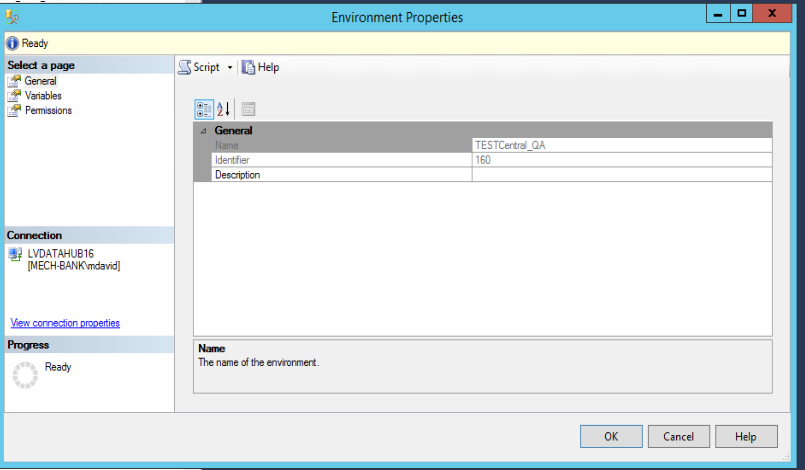 Environment Properties
Ready
Select a page
General
Variables
Permissions
Script
Help
General
Name TESTCentral_QA
Identifier 160
Description
Connection
LVDATAHUB16
[MECH-BANK\mdavid]
View connection properties
Progress
Ready
Name
The name of the environment.
OK Cancel Help